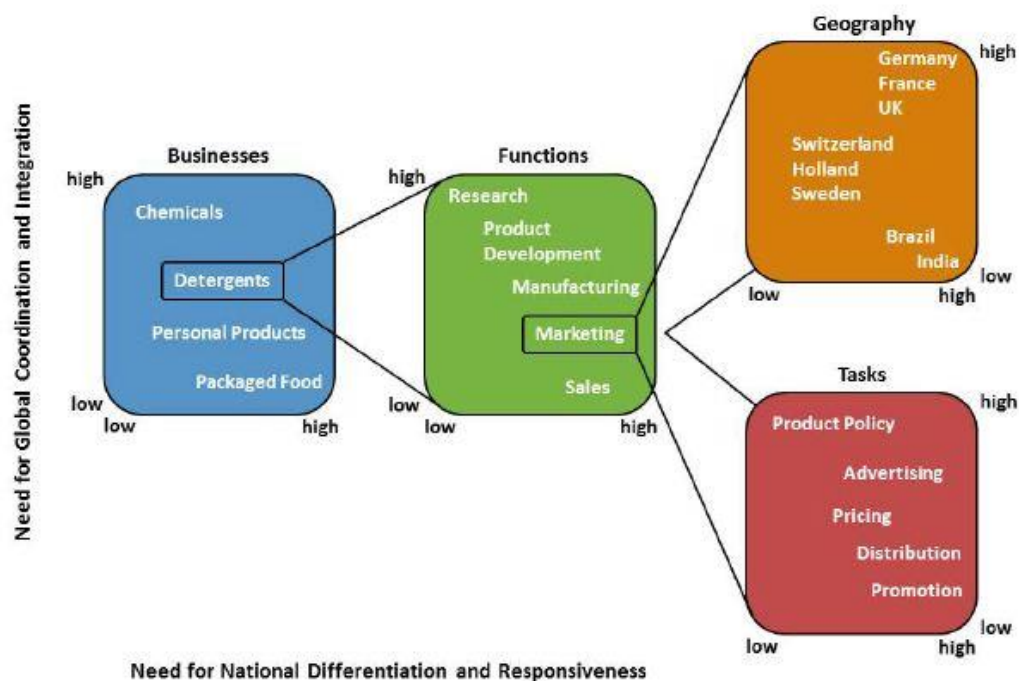 Need for Global Coordination and Integration
Businesses
high
Chemicals
Detergents
Personal Products
Packaged Food
low
low
high
Functions
high
Research
Product
Development
Manufacturing
Marketing
Sales
low
low
high
Geography
high
Germany
France
UK
Switzerland
Holland
Sweden
Brazil
India
low
low
high
Tasks
high
Product Policy
Advertising
Pricing
Distribution
Promotion
low
low
high
Need for National Differentiation and Responsiveness